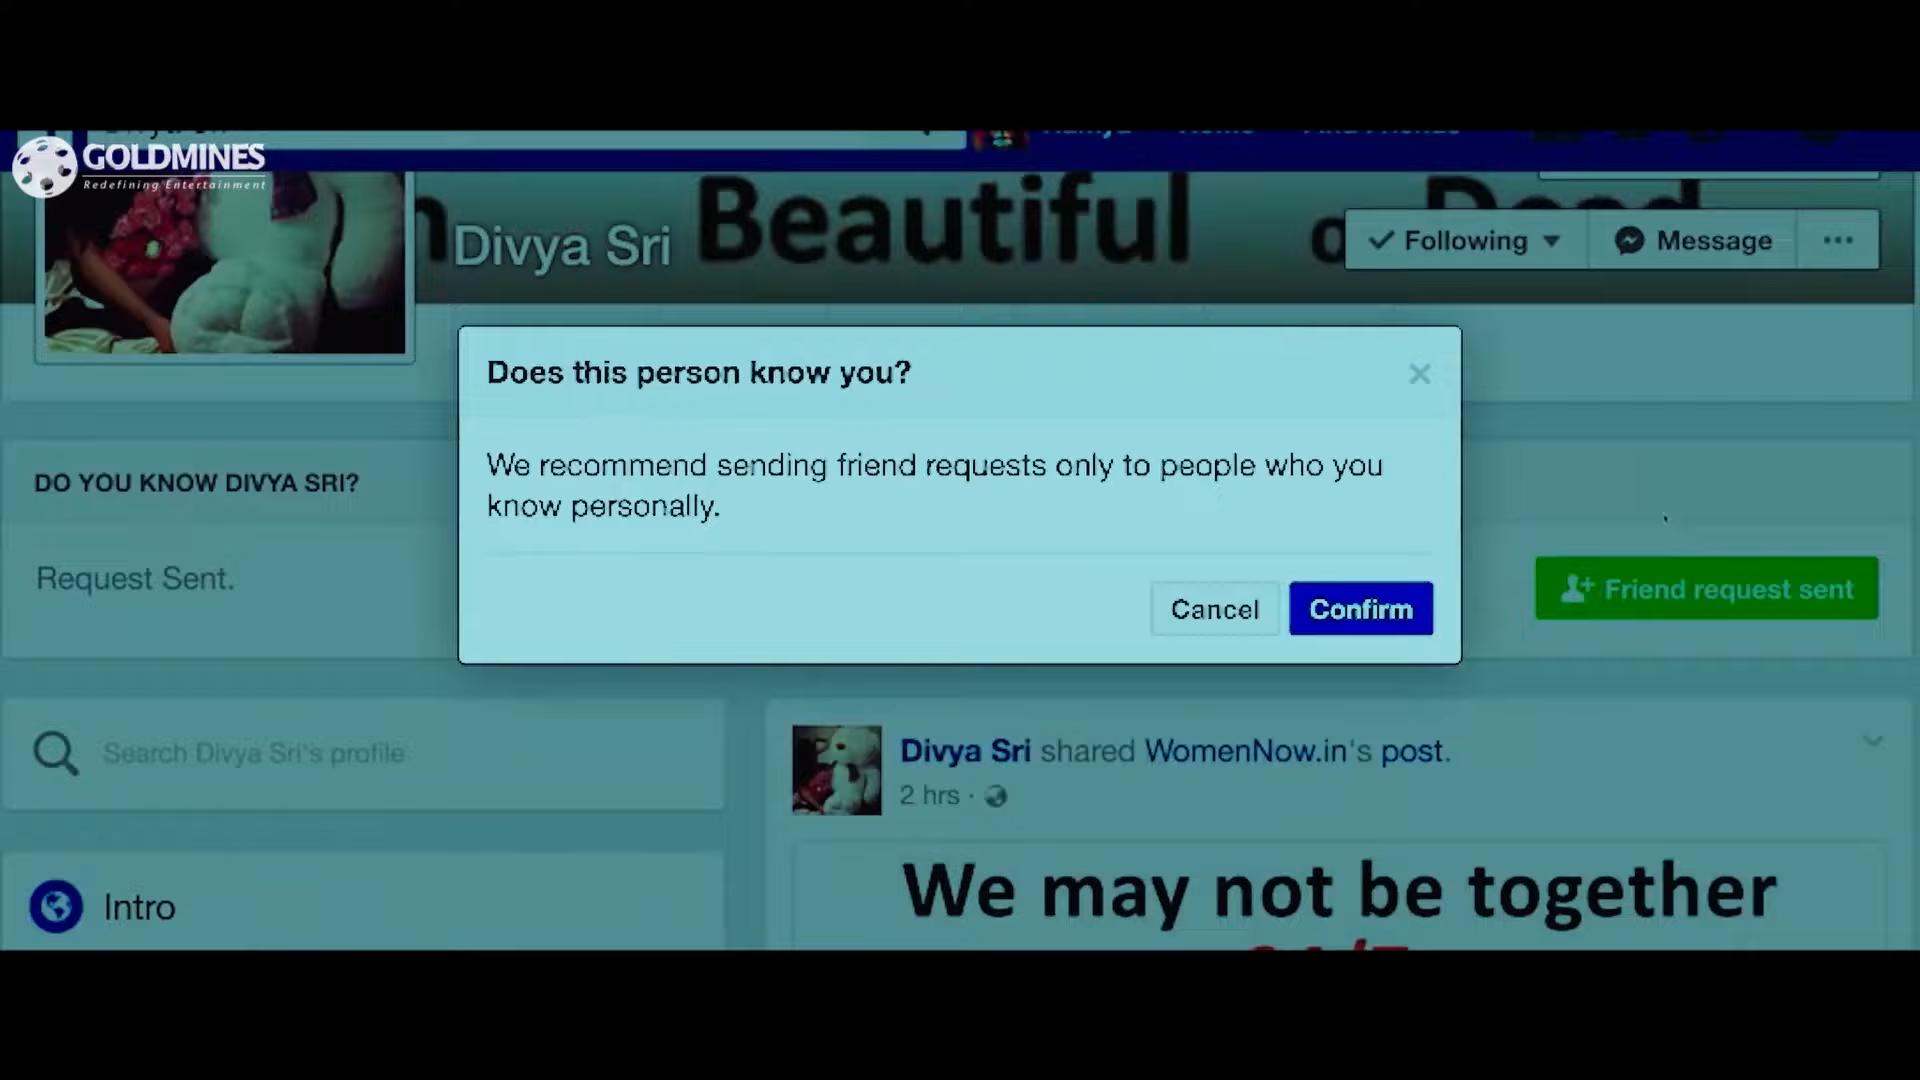 GOLDMINES
Redefining Entertainment
Beautiful
Divya Sri
Following
Message
Does this person know you?
We recommend sending friend requests only to people who you
know personally.
Cancel
Confirm
DO YOU KNOW DIVYA SRI?
Request Sent.
Friend request sent
Search Divya Sri's profile
Divya Sri shared WomenNow.in's post.
2 hrs ·
Intro
We may not be together